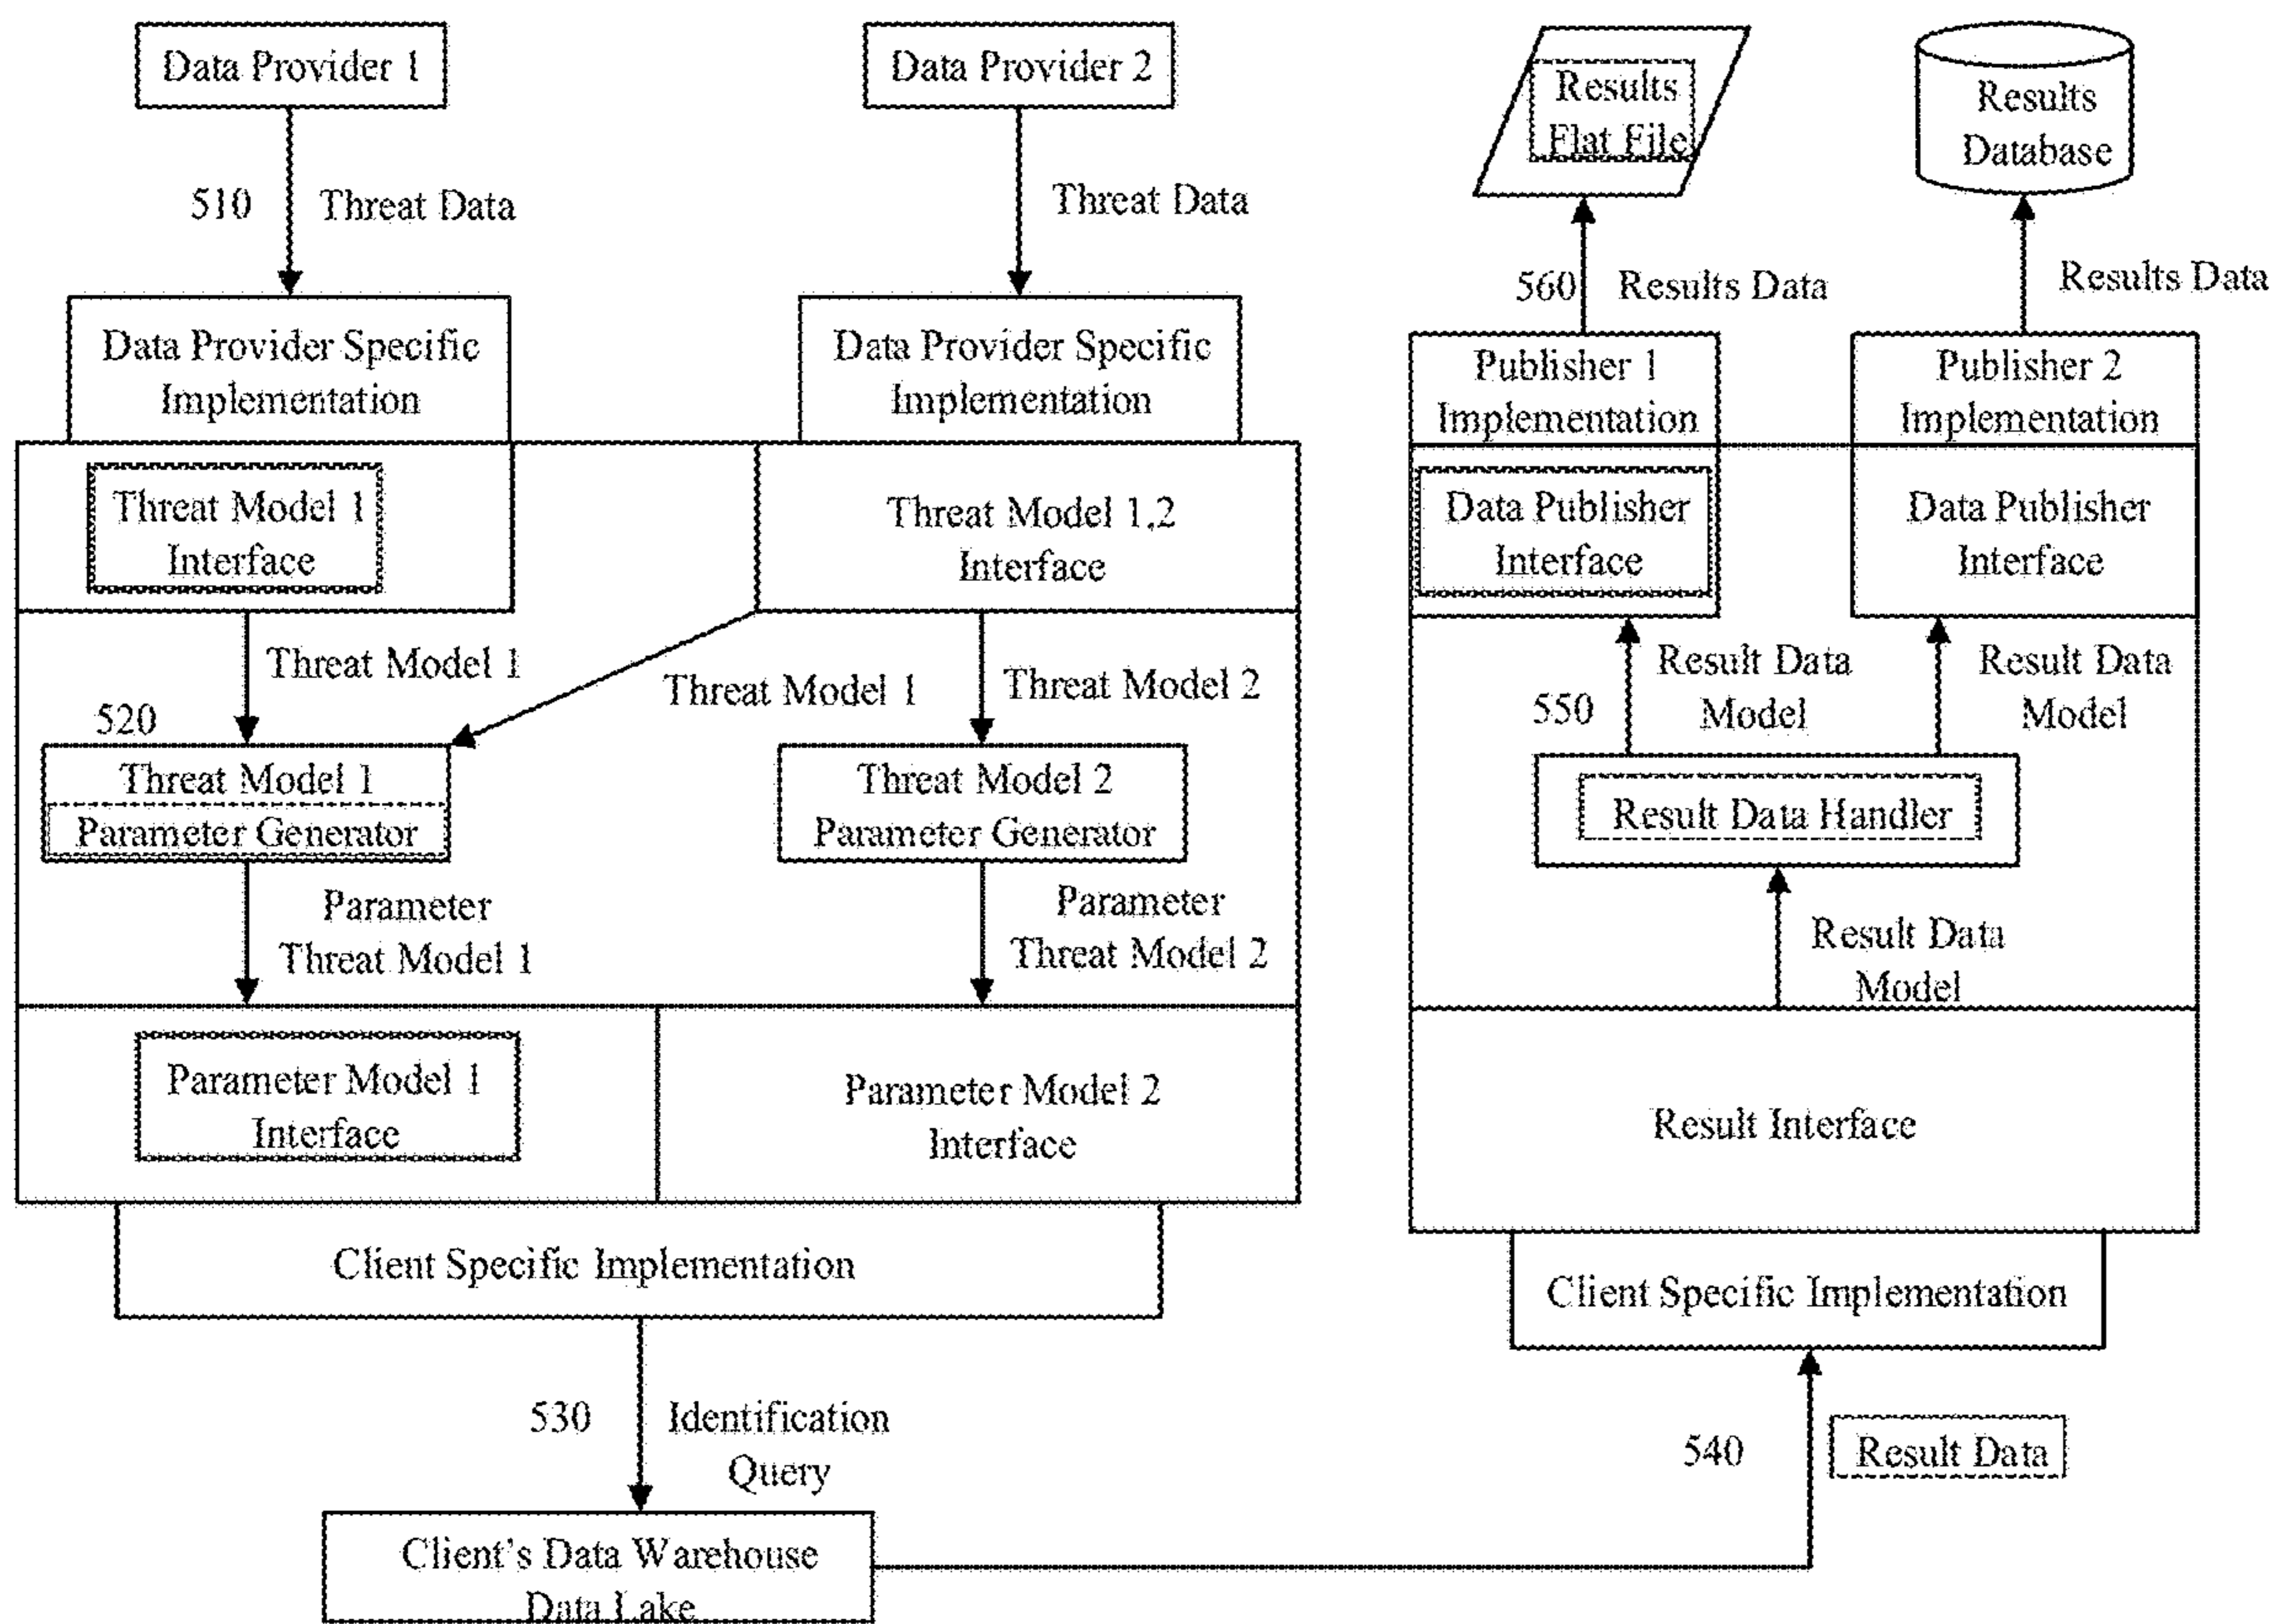 Data Provider 1
Data Provider 2
Results
Flat File
Results
Database
510
Threat Data
Threat Data
560
Results Data
Results Data
Data Provider Specific
Implementation
Data Provider Specific
Implementation
Publisher 1
Implementation
Publisher 2
Implementation
Threat Model 1
Interface
Threat Model 1,2
Interface
Data Publisher
Interface
Data Publisher
Interface
Threat Model 1
Threat Model 1
Threat Model 2
Result Data
Model
Result Data
Model
520
550
Threat Model 1
Parameter Generator
Threat Model 2
Parameter Generator
Result Data Handler
Parameter
Threat Model 1
Parameter
Threat Model 2
Result Data
Model
Parameter Model 1
Interface
Parameter Model 2
Interface
Result Interface
Client Specific Implementation
Client Specific Implementation
530
Identification
Query
540
Result Data
Client's Data Warehouse
Data Lake